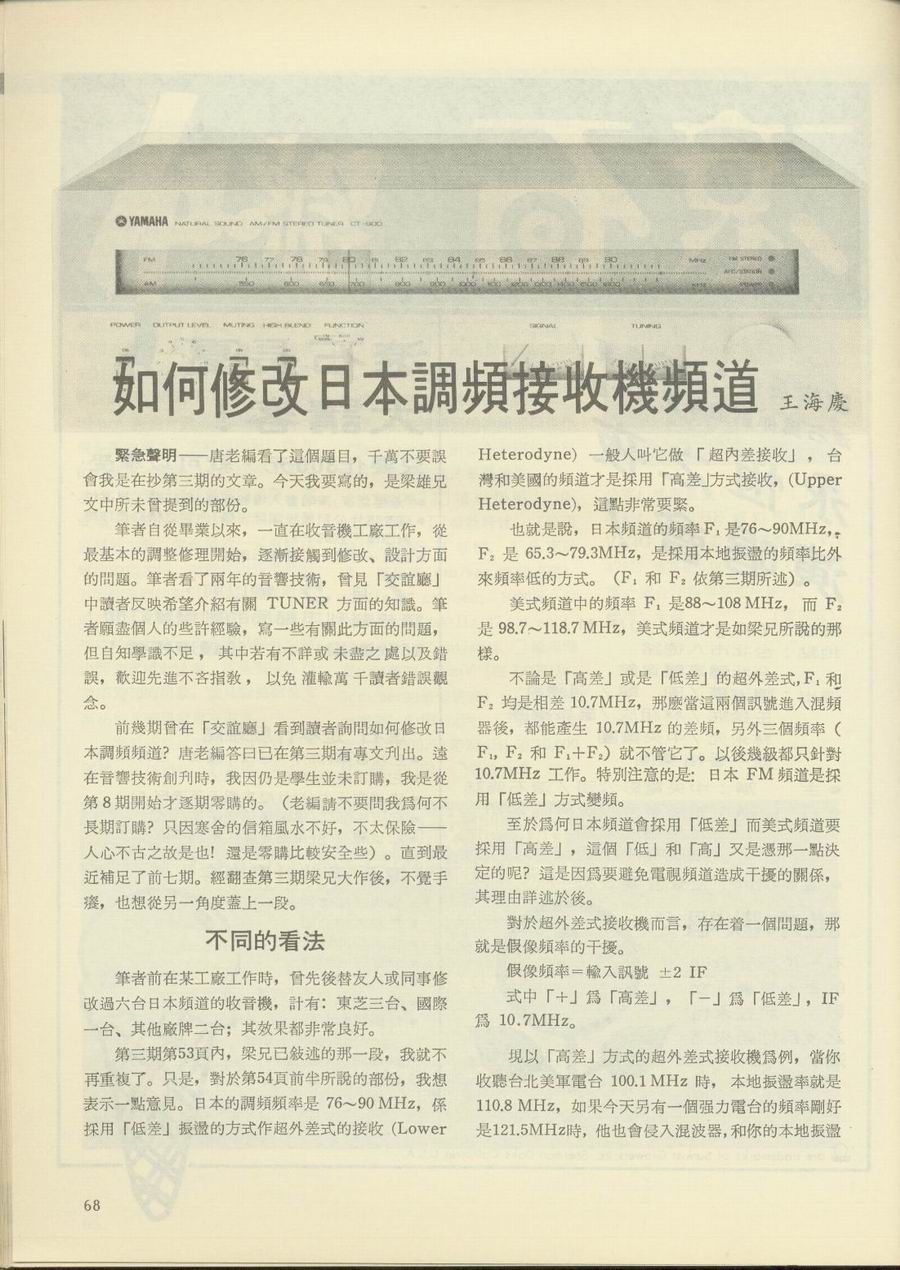 YAMAHA NATURAL SOUND AM/FM STEREO TUNER CT-800
FM 76 77 78 79 80 81 82 83 84 85 86 87 88 89 90 MHz FM STEREO
AFC/STATION
AM 550 600 650 700 800 900 1000 1100 1200 1300 1400 1500 1600
POWER OUTPUT LEVEL MUTING HIGH BLEND FUNCTION SIGNAL TUNING
如何修改日本調頻接收機頻道 王海慶
緊急聲明——唐老編看了這個題目，千萬不要誤
會我是在抄第三期的文章。今天我要寫的，是梁雄兄
文中所未曾提到的部份。
筆者自從畢業以來，一直在收音機工廠工作，從
最基本的調整修理開始，逐漸接觸到修改、設計方面
的問題。筆者看了兩年的音響技術，曾見「交誼廳」
中讀者反映希望介紹有關 TUNER 方面的知識。筆
者願盡個人的些許經驗，寫一些有關此方面的問題，
但自知學識不足，其中若有不詳或未盡之處以及錯
誤，歡迎先進不吝指敎，以免灌輸萬千讀者錯誤觀
念。
前幾期曾在「交誼廳」看到讀者詢問如何修改日
本調頻頻道？唐老編答曰已在第三期有專文刋出。遠
在音響技術創刋時，我因仍是學生並未訂購，我是從
第8期開始才逐期零購的。（老編請不要問我爲何不
長期訂購？只因寒舍的信箱風水不好，不太保險——
人心不古之故是也！還是零購比較安全些）。直到最
近補足了前七期。經翻查第三期梁兄大作後，不覺手
癢，也想從另一角度蓋上一段。
不同的看法
筆者前在某工廠工作時，曾先後替友人或同事修
改過六台日本頻道的收音機，計有：東芝三台、國際
一台、其他廠牌二台；其效果都非常良好。
第三期第53頁內，梁兄已敍述的那一段，我就不
再重複了。只是，對於第54頁前半所說的部份，我想
表示一點意見。日本的調頻頻率是 76～90 MHz，係
採用「低差」振盪的方式作超外差式的接收（Lower
Heterodyne）一般人叫它做「超內差接收」，台
灣和美國的頻道才是採用「高差」方式接收，(Upper
Heterodyne)，這點非常要緊。
也就是說，日本頻道的頻率F₁是76～90MHz，
F₂ 是 65.3～79.3MHz，是採用本地振盪的頻率比外
來頻率低的方式。（F₁ 和 F₂ 依第三期所述）。
美式頻道中的頻率 F₁ 是88～108 MHz，而 F₂
是 98.7～118.7 MHz，美式頻道才是如梁兄所說的那
樣。
不論是「高差」或是「低差」的超外差式，F₁ 和
F₂ 均是相差 10.7MHz，那麽當這兩個訊號進入混頻
器後，都能產生 10.7MHz 的差頻，另外三個頻率（
F₁, F₂ 和 F₁+F₂）就不管它了。以後幾級都只針對
10.7MHz 工作。特別注意的是：日本 FM 頻道是採
用「低差」方式變頻。
至於爲何日本頻道會採用「低差」而美式頻道要
採用「高差」，這個「低」和「高」又是憑那一點決
定的呢？這是因爲要避免電視頻道造成干擾的關係，
其理由詳述於後。
對於超外差式接收機而言，存在着一個問題，那
就是假像頻率的干擾。
假像頻率＝輸入訊號 ±2 IF
式中「＋」爲「高差」，「－」爲「低差」，IF
爲 10.7MHz。
現以「高差」方式的超外差式接收機爲例，當你
收聽台北美軍電台 100.1 MHz 時，本地振盪率就是
110.8 MHz，如果今天另有一個强力電台的頻率剛好
是121.5MHz時，他也會侵入混波器，和你的本地振盪
68